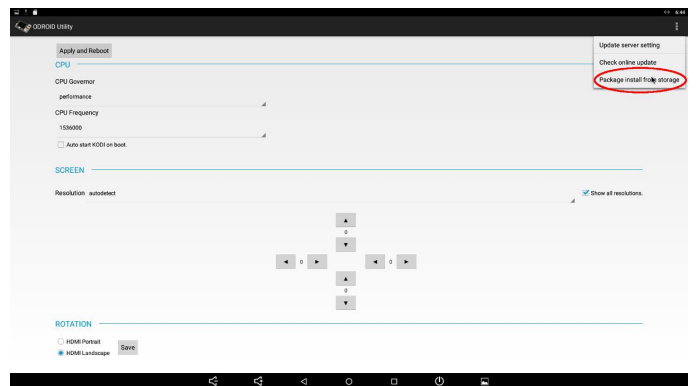 6:44
ODROID Utility
Update server setting
Check online update
Package install from storage
Apply and Reboot
CPU
CPU Governor
performance
CPU Frequency
1536000
Auto start KODI on boot.
SCREEN
Resolution autodetect
Show all resolutions.
0
0 0
0
ROTATION
HDMI Portrait
HDMI Landscape
Save